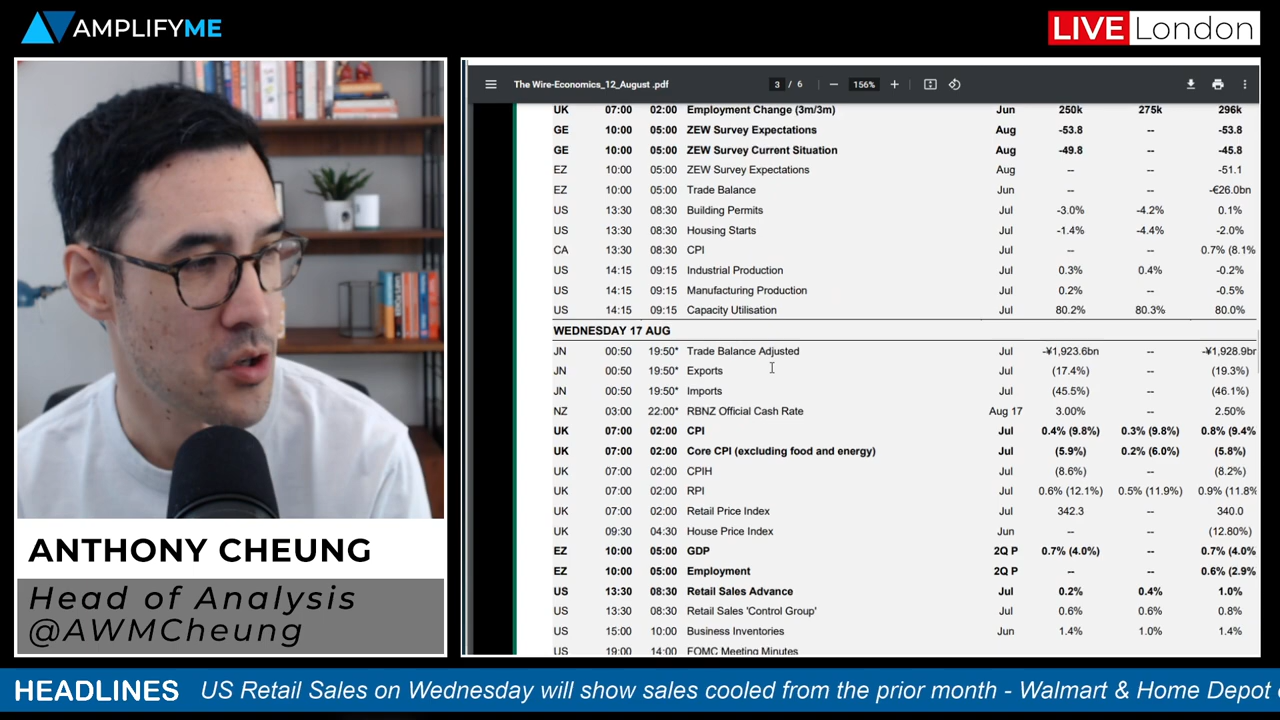 AMPLIFYME
LIVE London
The Wire-Economics_12_August .pdf 3 / 6 156%
UK 07:00 02:00 Employment Change (3m/3m) Jun 250k 275k 296k
GE 10:00 05:00 ZEW Survey Expectations Aug -53.8 -- -53.8
GE 10:00 05:00 ZEW Survey Current Situation Aug -49.8 -- -45.8
EZ 10:00 05:00 ZEW Survey Expectations Aug -- -- -51.1
EZ 10:00 05:00 Trade Balance Jun -- -- -€26.0bn
US 13:30 08:30 Building Permits Jul -3.0% -4.2% 0.1%
US 13:30 08:30 Housing Starts Jul -1.4% -4.4% -2.0%
CA 13:30 08:30 CPI Jul -- -- 0.7% (8.1%
US 14:15 09:15 Industrial Production Jul 0.3% 0.4% -0.2%
US 14:15 09:15 Manufacturing Production Jul 0.2% -0.5%
US 14:15 09:15 Capacity Utilisation Jul 80.2% 80.3% 80.0%
WEDNESDAY 17 AUG
JN 00:50 19:50* Trade Balance Adjusted Jul -¥1,923.6bn -- -¥1,928.9br
JN 00:50 19:50* Exports Jul (17.4%) -- (19.3%)
JN 00:50 19:50* Imports Jul (45.5%) -- (46.1%)
NZ 03:00 22:00* RBNZ Official Cash Rate Aug 17 3.00% -- 2.50%
UK 07:00 02:00 CPI Jul 0.4% (9.8%) 0.3% (9.8%) 0.8% (9.4%
UK 07:00 02:00 Core CPI (excluding food and energy) Jul (5.9%) 0.2% (6.0%) (5.8%)
UK 07:00 02:00 CPIH Jul (8.6%) -- (8.2%)
UK 07:00 02:00 RPI Jul 0.6% (12.1%) 0.5% (11.9%) 0.9% (11.8%
UK 07:00 02:00 Retail Price Index Jul 342.3 -- 340.0
UK 09:30 04:30 House Price Index Jun -- -- (12.80%)
EZ 10:00 05:00 GDP 2Q P 0.7% (4.0%) -- 0.7% (4.0%
EZ 10:00 05:00 Employment 2Q P -- -- 0.6% (2.9%
US 13:30 08:30 Retail Sales Advance Jul 0.2% 0.4% 1.0%
US 13:30 08:30 Retail Sales 'Control Group' Jul 0.6% 0.6% 0.8%
US 15:00 10:00 Business Inventories Jun 1.4% 1.0% 1.4%
US 19:00 14:00 FOMC Meeting Minutes
ANTHONY CHEUNG
Head of Analysis
@AWMCheung
HEADLINES US Retail Sales on Wednesday will show sales cooled from the prior month - Walmart & Home Depot